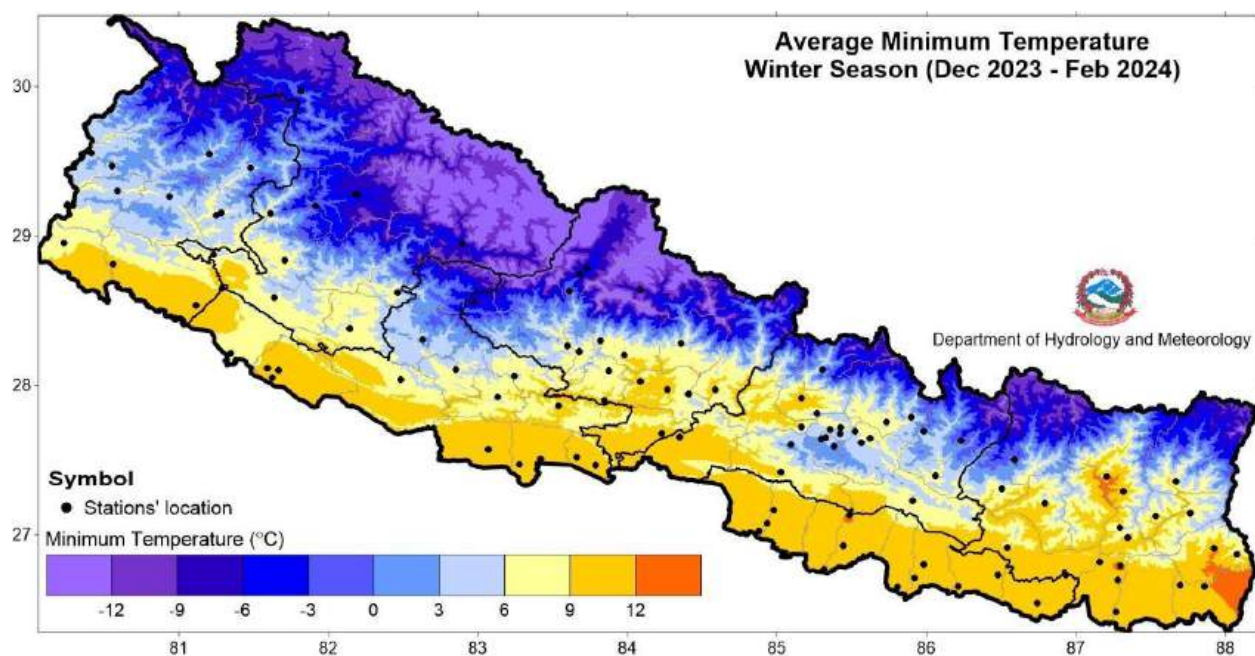 Average Minimum Temperature
Winter Season (Dec 2023 - Feb 2024)
30
29
28
27
Department of Hydrology and Meteorology
Symbol
Stations' location
Minimum Temperature (°C)
-12 -9 -6 -3 0 3 6 9 12
81 82 83 84 85 86 87 88